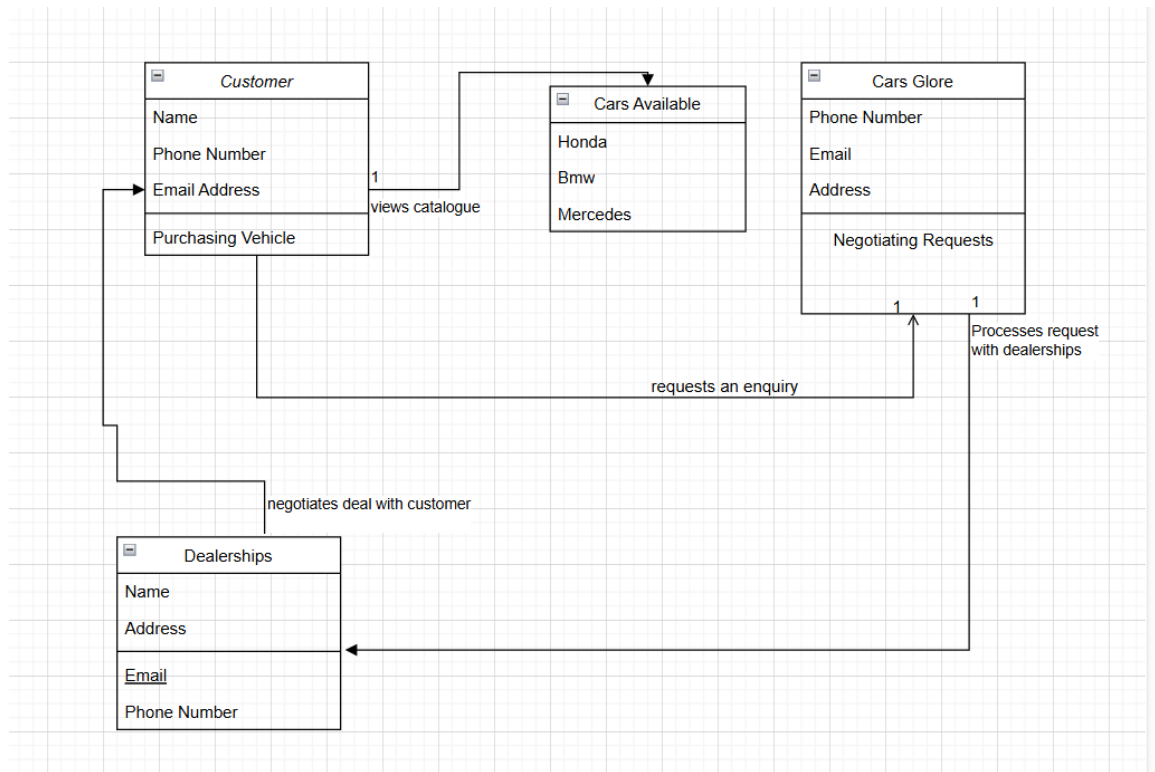 Customer
Name
Phone Number
Email Address
Purchasing Vehicle
1
views catalogue
Cars Available
Honda
Bmw
Mercedes
Cars Glore
Phone Number
Email
Address
Negotiating Requests
1
1
Processes request
with dealerships
requests an enquiry
negotiates deal with customer
Dealerships
Name
Address
Email
Phone Number